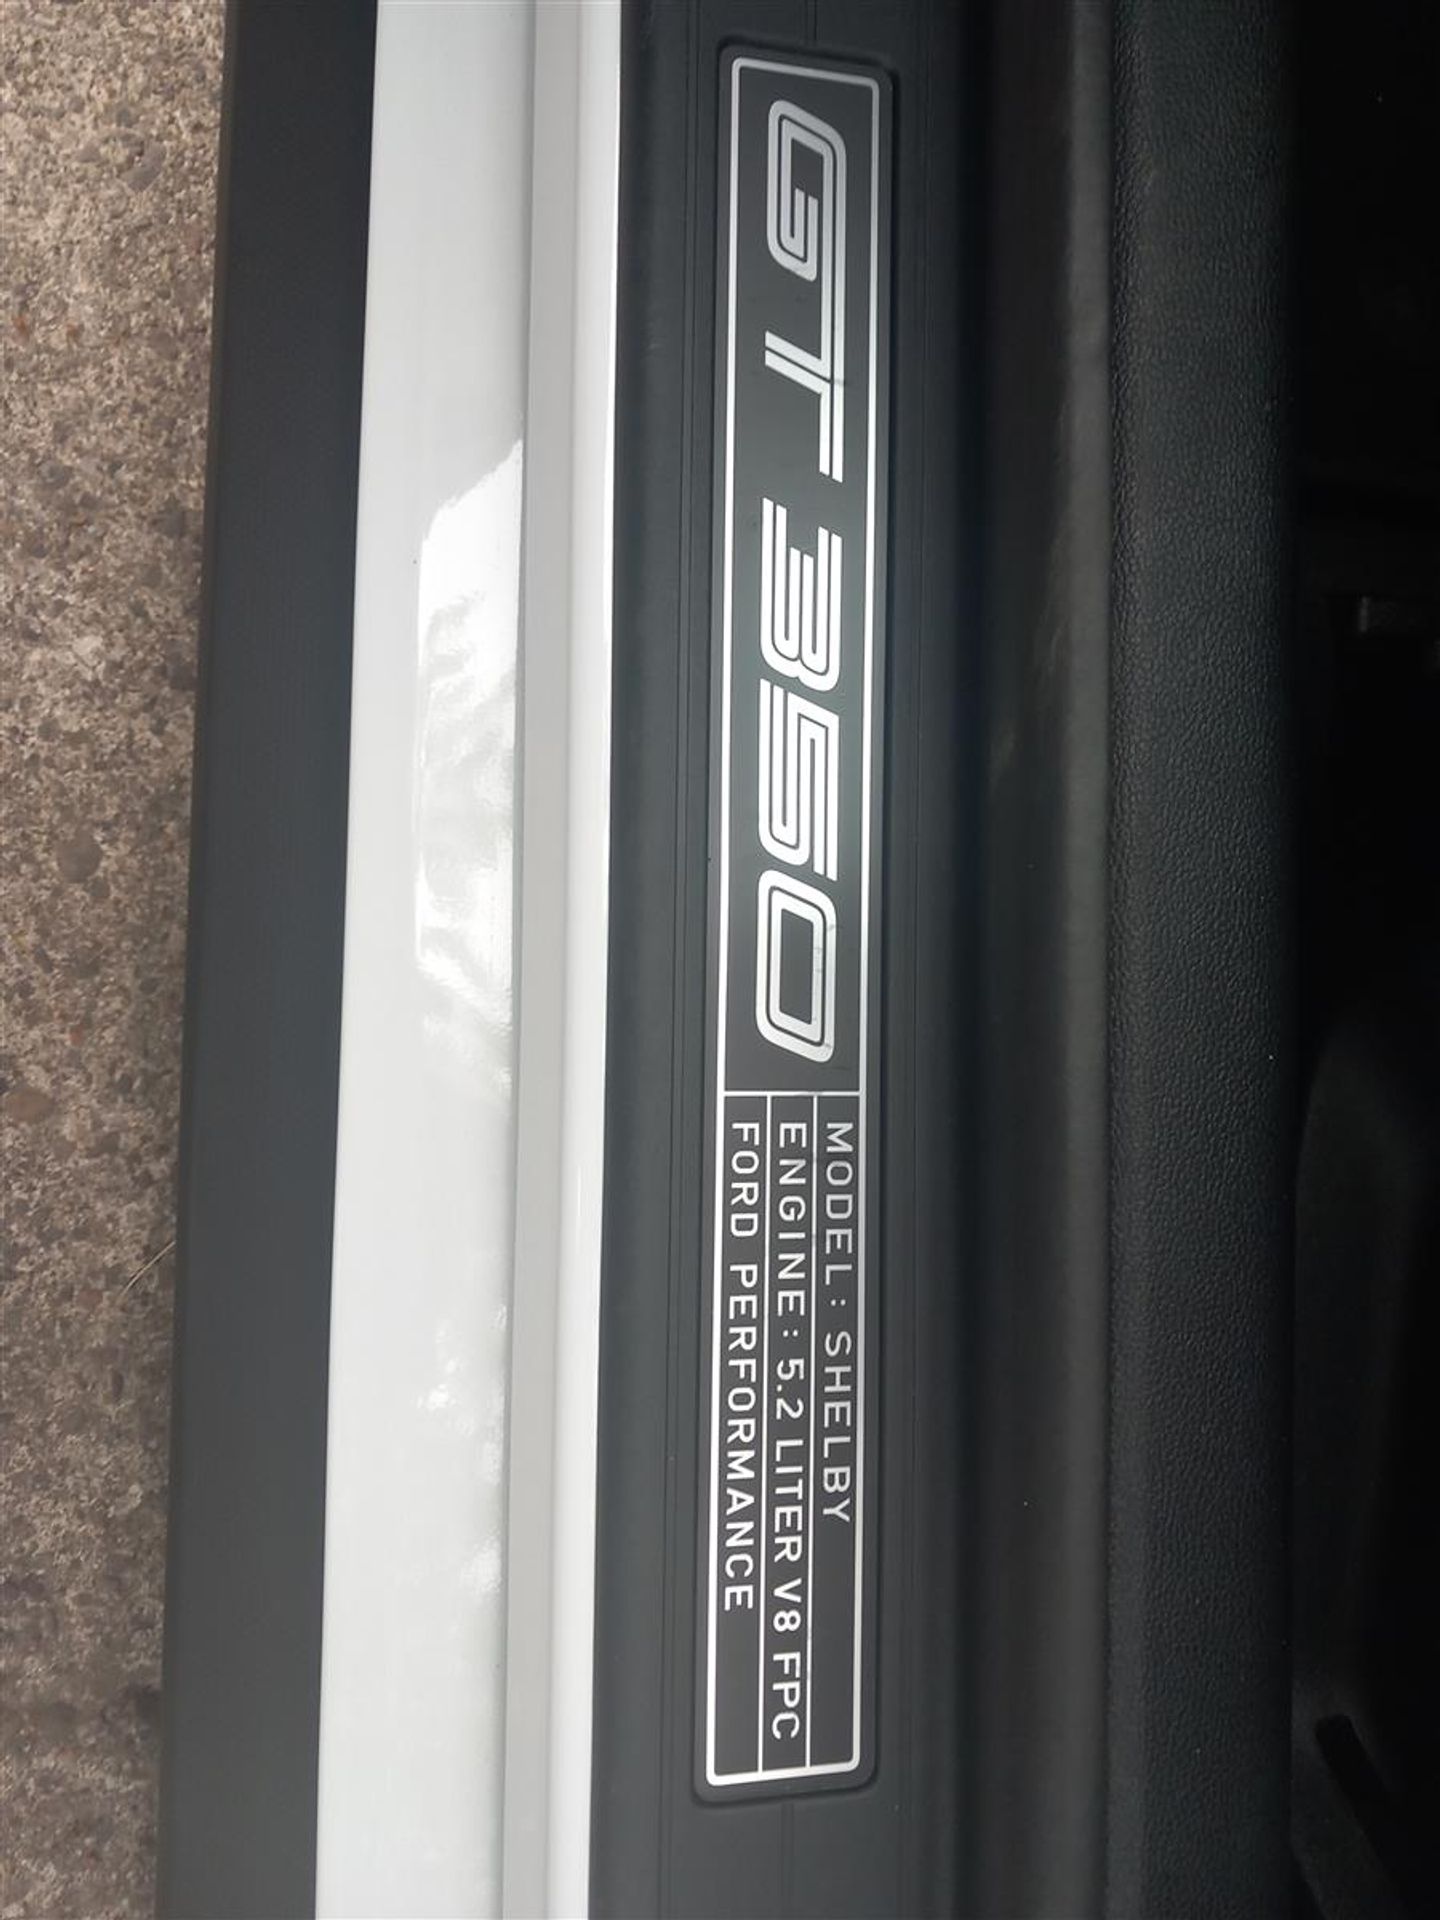 GT350
MODEL: SHELBY
ENGINE: 5.2 LITER V8 FPC
FORD PERFORMANCE